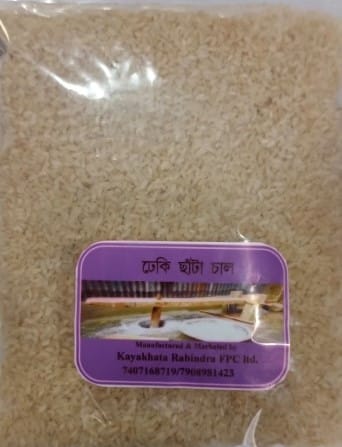 ঢেঁকি ছাঁটা চাল
Manufactured & Marketed by
Kayakhata Rabindra FPC ltd.
7407168719/7908981423